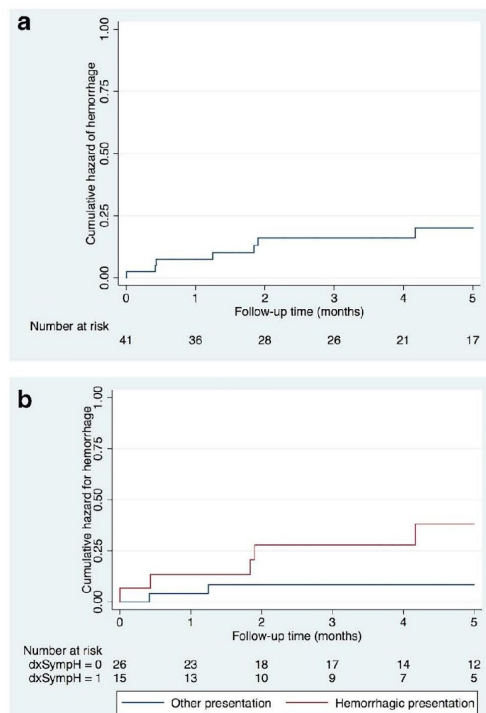 a
Cumulative hazard of hemorrhage
1.00
0.75
0.50
0.25
0.00
0 1 2 3 4 5
Follow-up time (months)
Number at risk
41 36 28 26 21 17
b
Cumulative hazard for hemorrhage
1.00
0.75
0.50
0.25
0.00
0 1 2 3 4 5
Follow-up time (months)
Number at risk
dxSympH = 0 26 23 18 17 14 12
dxSympH = 1 15 13 10 9 7 5
Other presentation Hemorrhagic presentation